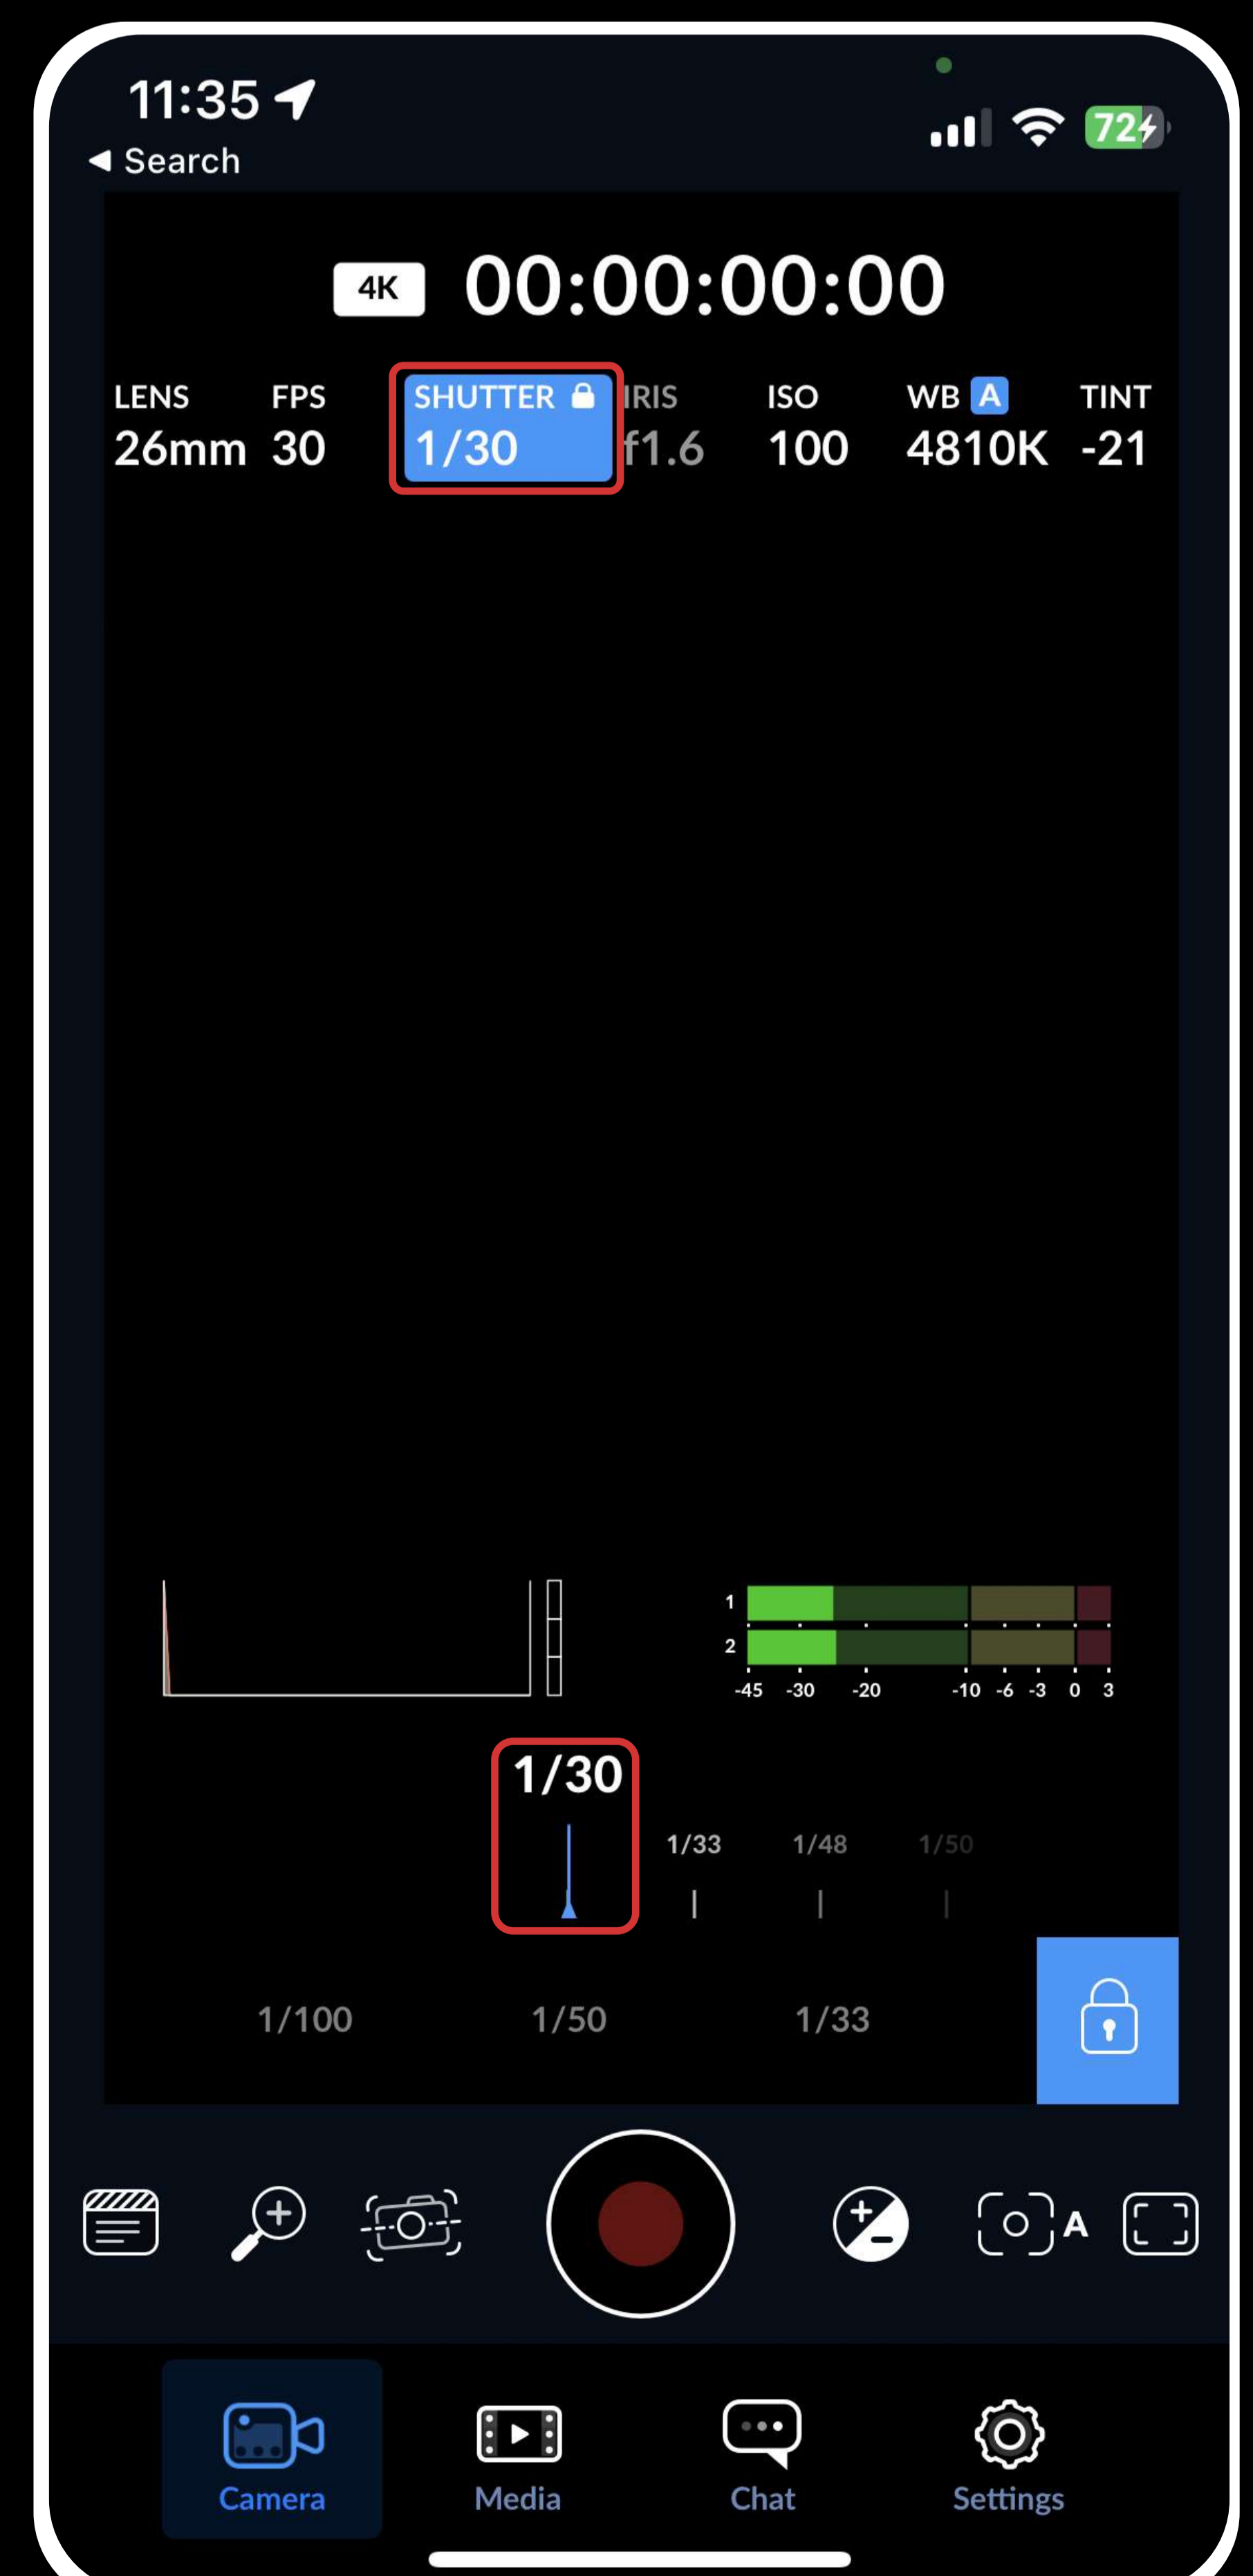 11:35
72
Search
4K 00:00:00:00
LENS FPS SHUTTER IRIS ISO WB A TINT
26mm 30 1/30 f1.6 100 4810K -21
1
2
-45 -30 -20 -10 -6 -3 0 3
1/30
1/33 1/48 1/50
1/100 1/50 1/33
A
Camera Media Chat Settings